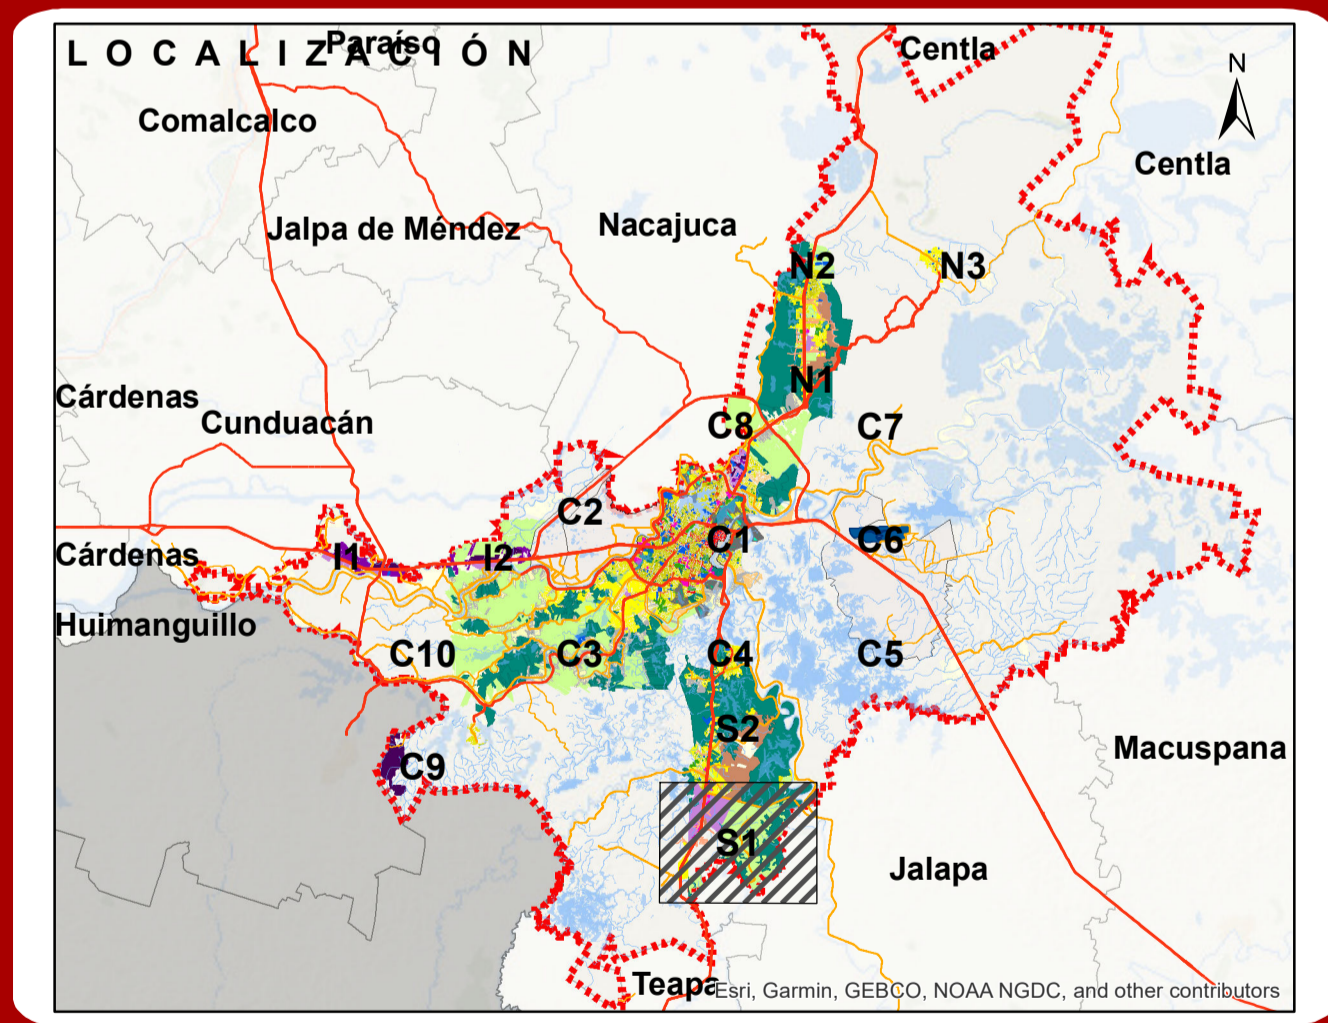 LOCALIZACIÓN
Paraíso
Centla
N
Comalcalco
Centla
Jalpa de Méndez
Nacajuca
N2
N3
N1
Cárdenas
Cunduacán
C8
C7
C2
C1
C6
Cárdenas
I1
I2
Huimanguillo
C10
C3
C4
C5
S2
Macuspana
C9
S1
Jalapa
Teapa
Esri, Garmin, GEBCO, NOAA NGDC, and other contributors